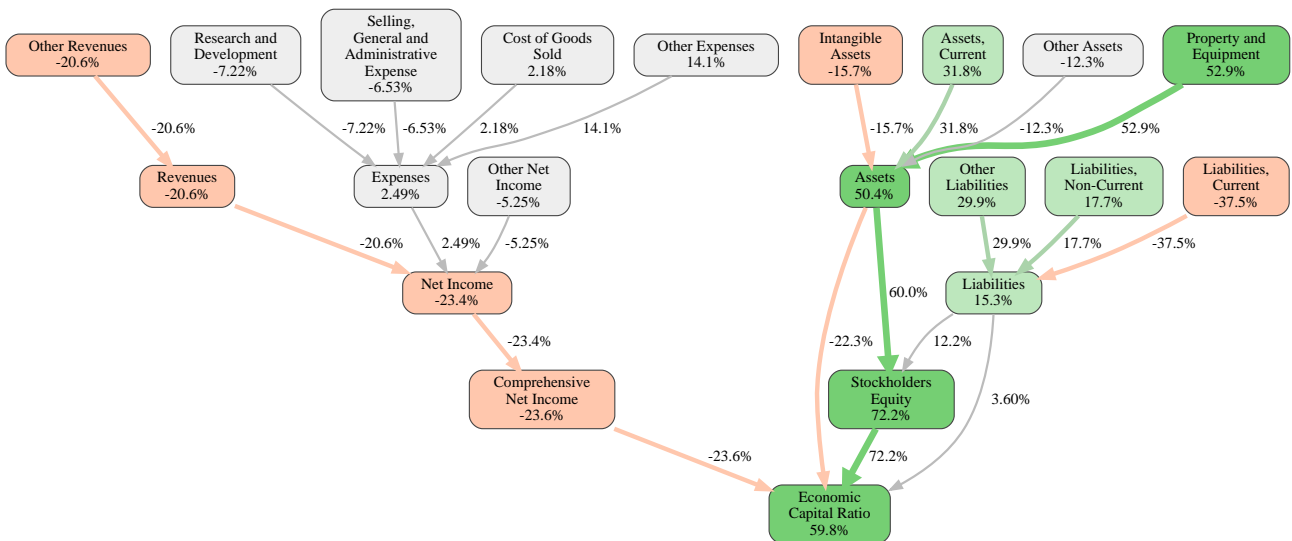 Other Revenues
-20.6%
Research and
Development
-7.22%
Selling,
General and
Administrative
Expense
-6.53%
Cost of Goods
Sold
2.18%
Other Expenses
14.1%
Intangible
Assets
-15.7%
Assets,
Current
31.8%
Other Assets
-12.3%
Property and
Equipment
52.9%
-20.6%
-7.22%
-6.53%
2.18%
14.1%
-15.7%
31.8%
-12.3%
52.9%
Revenues
-20.6%
Expenses
2.49%
Other Net
Income
-5.25%
Assets
50.4%
Other
Liabilities
29.9%
Liabilities,
Non-Current
17.7%
Liabilities,
Current
-37.5%
-20.6%
2.49%
-5.25%
29.9%
17.7%
-37.5%
Net Income
-23.4%
60.0%
Liabilities
15.3%
-23.4%
-22.3%
12.2%
Comprehensive
Net Income
-23.6%
Stockholders
Equity
72.2%
3.60%
-23.6%
72.2%
Economic
Capital Ratio
59.8%